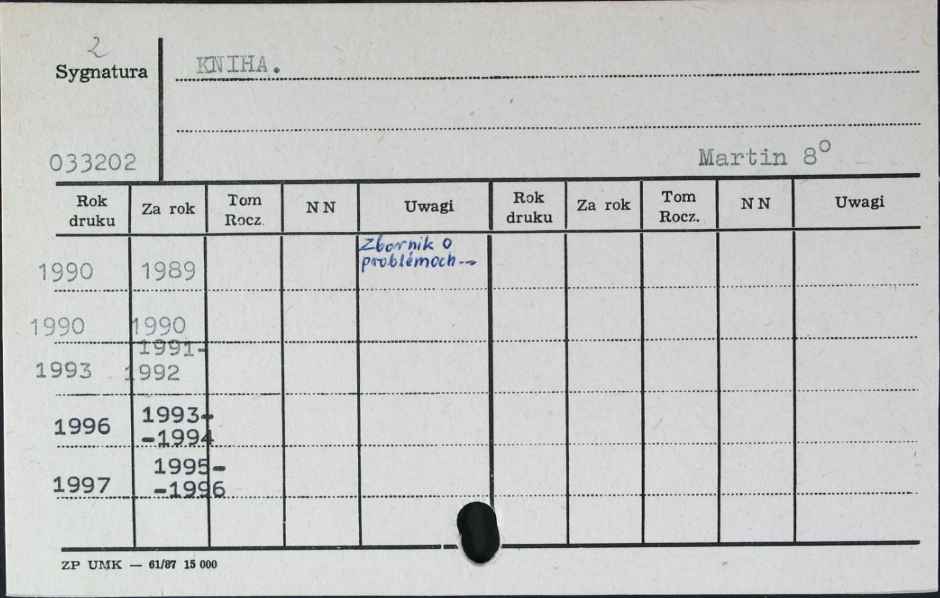 2
Sygnatura
KNIHA.
033202
Martin 8°
Rok druku Za rok Tom Rocz. NN Uwagi Rok druku Za rok Tom Rocz. NN Uwagi
Zborník o
problémoch--
1990 1989
1990 1990
1991-
1993 1992
1993-
1996 -1994
1995-
1997 -1996
ZP UMK — 61/87 15 000